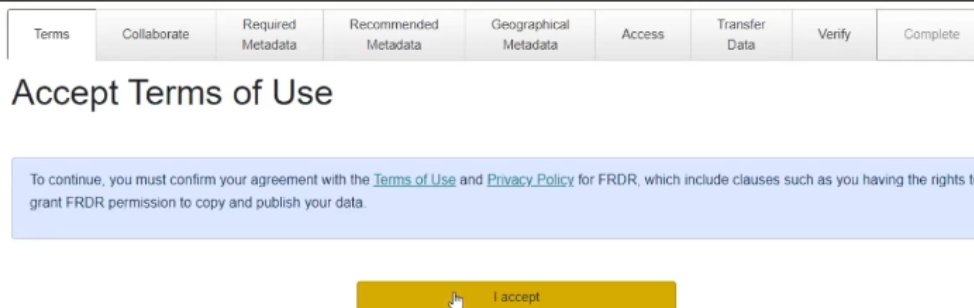 Terms
Collaborate
Required
Metadata
Recommended
Metadata
Geographical
Metadata
Access
Transfer
Data
Verify
Complete
Accept Terms of Use
To continue, you must confirm your agreement with the Terms of Use and Privacy Policy for FRDR, which include clauses such as you having the rights
grant FRDR permission to copy and publish your data.
I accept